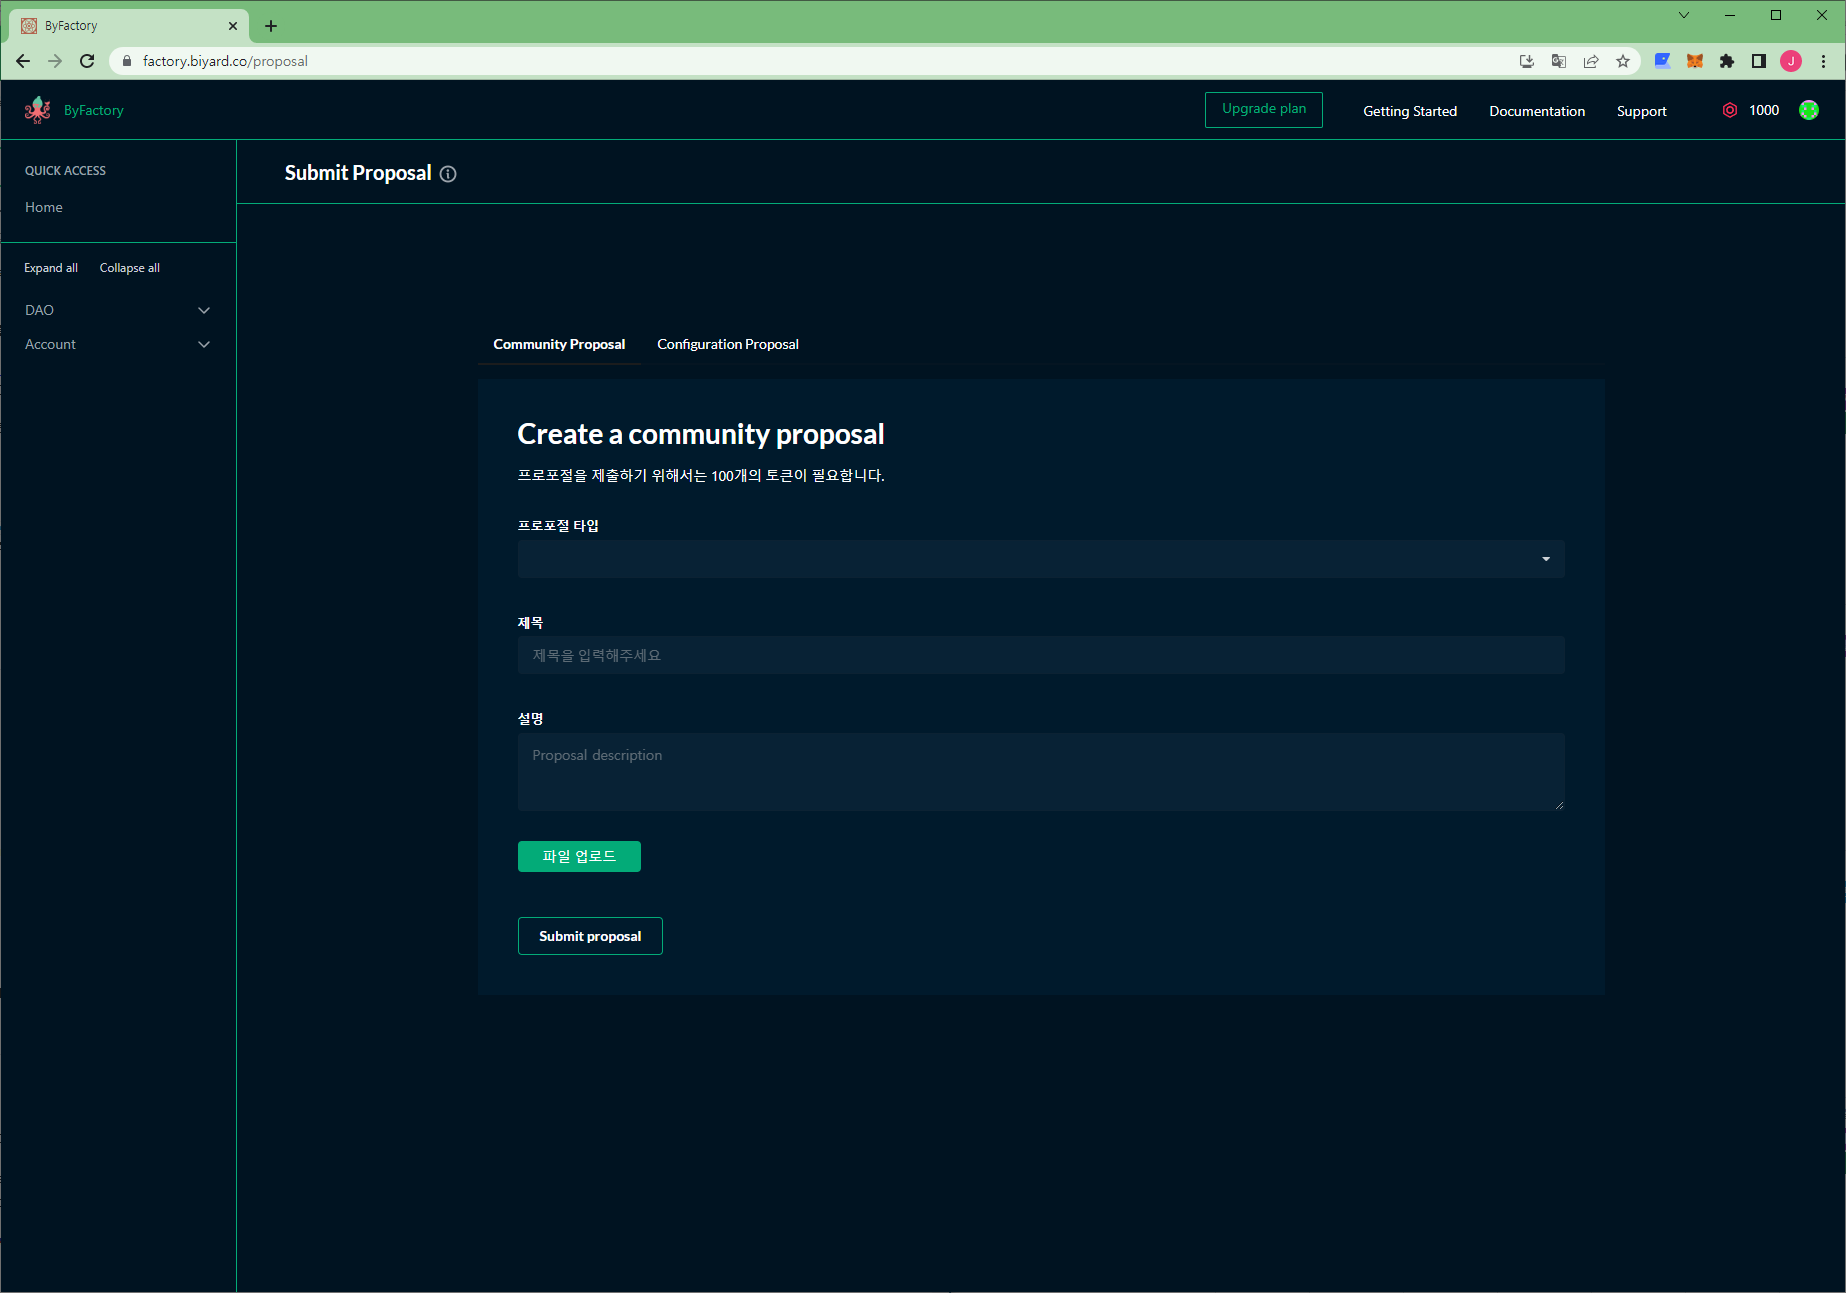 ByFactory
factory.biyard.co/proposal
J
ByFactory
Upgrade plan
Getting Started
Documentation
Support
1000
QUICK ACCESS
Home
Expand all
Collapse all
DAO
Account
Submit Proposal
Community Proposal
Configuration Proposal
Create a community proposal
프로포절을 제출하기 위해서는 100개의 토큰이 필요합니다.
프로포절 타입
제목
제목을 입력해주세요
설명
Proposal description
파일 업로드
Submit proposal